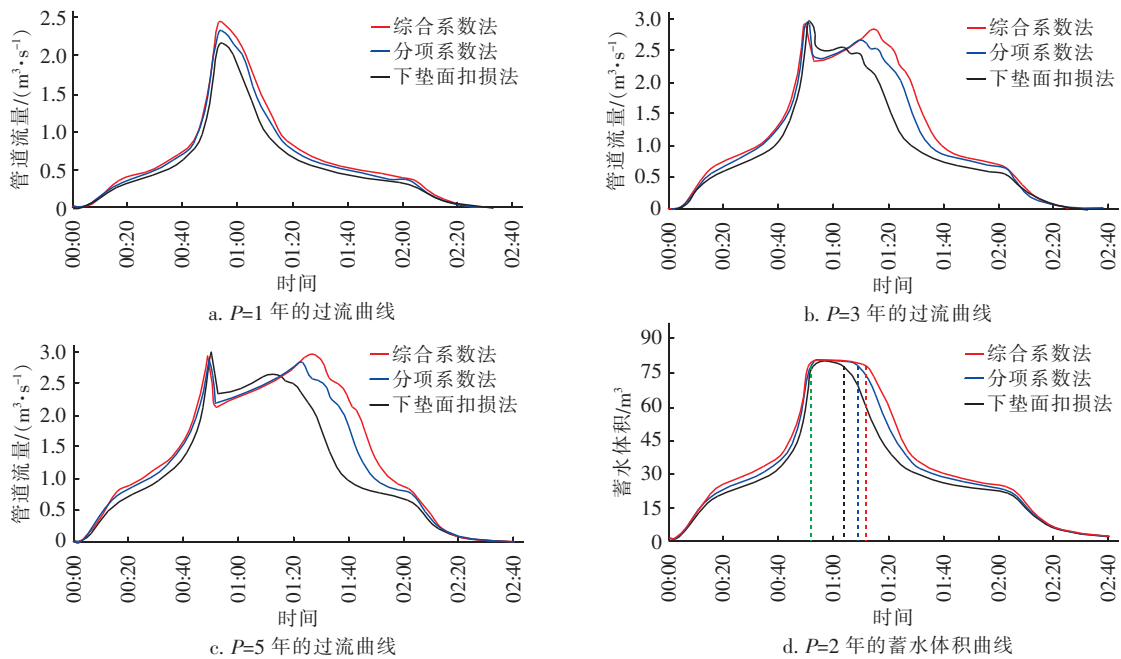 管道流量/(m³•s⁻¹)
2.5
2.0
1.5
1.0
0.5
0
综合系数法
分项系数法
下垫面扣损法
00:00
00:20
00:40
01:00
01:20
01:40
02:00
02:20
02:40
时间
a. P=1 年的过流曲线
管道流量/(m³•s⁻¹)
3.0
2.5
2.0
1.5
1.0
0.5
0
综合系数法
分项系数法
下垫面扣损法
00:00
00:20
00:40
01:00
01:20
01:40
02:00
02:20
02:40
时间
b. P=3 年的过流曲线
管道流量/(m³•s⁻¹)
3.0
2.5
2.0
1.5
1.0
0.5
0
综合系数法
分项系数法
下垫面扣损法
00:00
00:20
00:40
01:00
01:20
01:40
02:00
02:20
02:40
时间
c. P=5 年的过流曲线
蓄水体积/m³
90
75
60
45
30
15
0
综合系数法
分项系数法
下垫面扣损法
00:00
00:20
00:40
01:00
01:20
01:40
02:00
02:20
02:40
时间
d. P=2 年的蓄水体积曲线